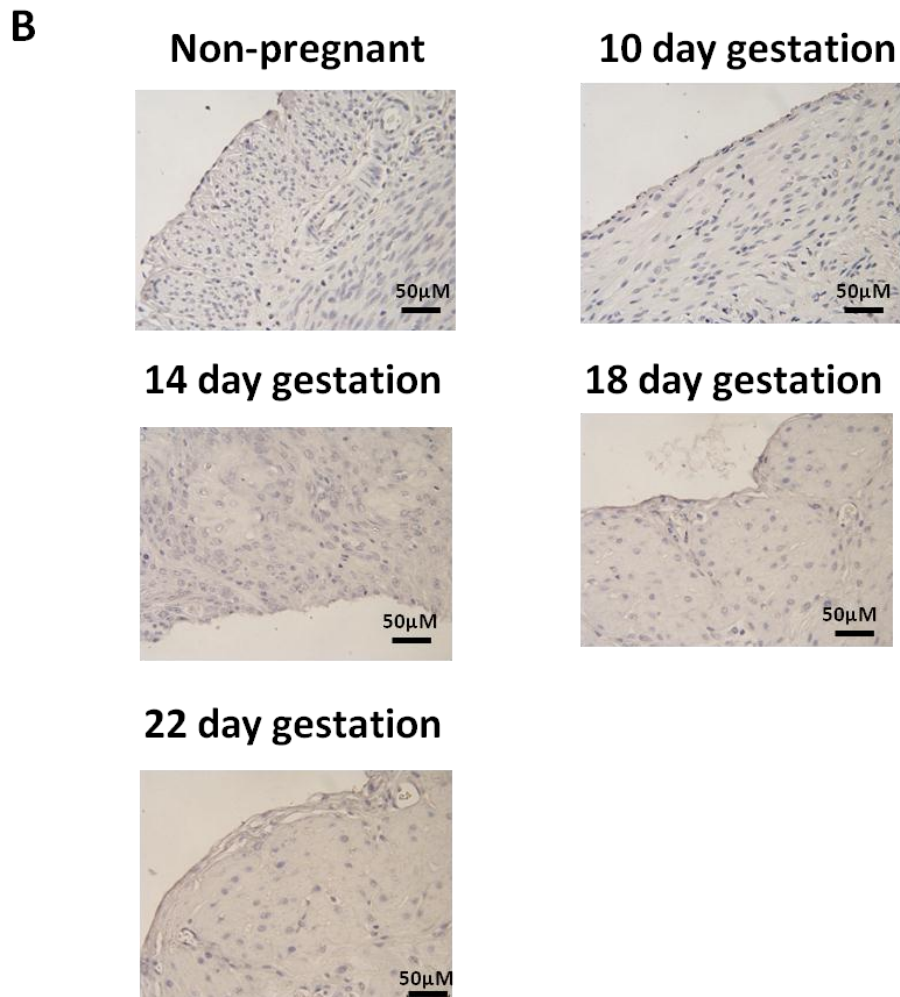 B
Non-pregnant
10 day gestation
50µM
50µM
14 day gestation
18 day gestation
50µM
50µM
22 day gestation
50µM